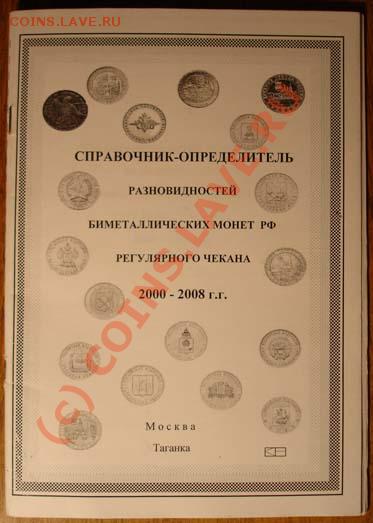 COINS.LAVE.RU
СПРАВОЧНИК-ОПРЕДЕЛИТЕЛЬ
РАЗНОВИДНОСТЕЙ
БИМЕТАЛЛИЧЕСКИХ МОНЕТ РФ
РЕГУЛЯРНОГО ЧЕКАНА
2000 - 2008 г.г.
(c) COINS.LAVE.RU
Москва
Таганка